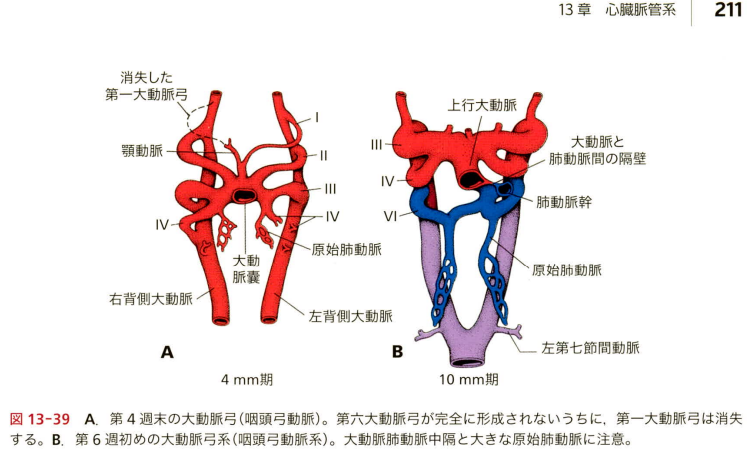 13 章　心臓脈管系
211
消失した
第一大動脈弓
I
顎動脈
II
III
IV
IV
原始肺動脈
大動
脈嚢
右背側大動脈
左背側大動脈
A
4 mm期
上行大動脈
III
大動脈と
肺動脈間の隔壁
IV
肺動脈幹
VI
原始肺動脈
左第七節間動脈
B
10 mm期
図 13-39　A．第 4 週末の大動脈弓(咽頭弓動脈)。第六大動脈弓が完全に形成されないうちに，第一大動脈弓は消失
する。B．第 6 週初めの大動脈弓系(咽頭弓動脈系)。大動脈肺動脈中隔と大きな原始肺動脈に注意。